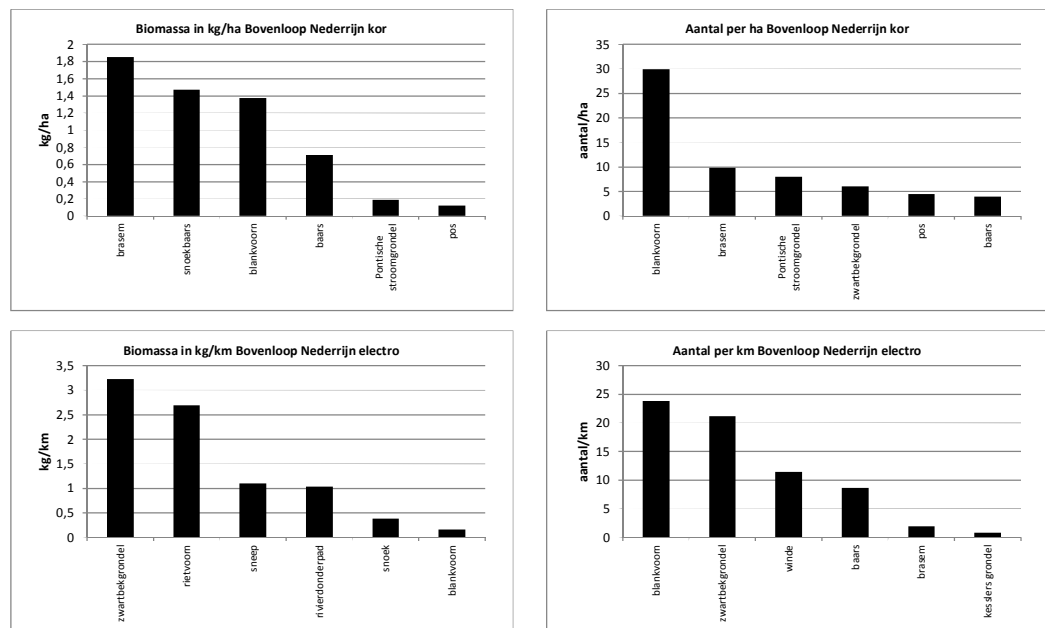 Biomassa in kg/ha Bovenloop Nederrijn kor
2
1,8
1,6
1,4
1,2
1
0,8
0,6
0,4
0,2
0
kg/ha
brasem
snoekbaars
blankvoorn
baars
Pontische
stroomgrondel
pos
Aantal per ha Bovenloop Nederrijn kor
35
30
25
20
15
10
5
0
aantal/ha
blankvoorn
brasem
Pontische
stroomgrondel
zwartbekgrondel
pos
baars
Biomassa in kg/km Bovenloop Nederrijn electro
3,5
3
2,5
2
1,5
1
0,5
0
kg/km
zwartbekgrondel
rietvoorn
sneep
rivierdonderpad
snoek
blankvoorn
Aantal per km Bovenloop Nederrijn electro
30
25
20
15
10
5
0
aantal/km
blankvoorn
zwartbekgrondel
winde
baars
brasem
kesslers grondel